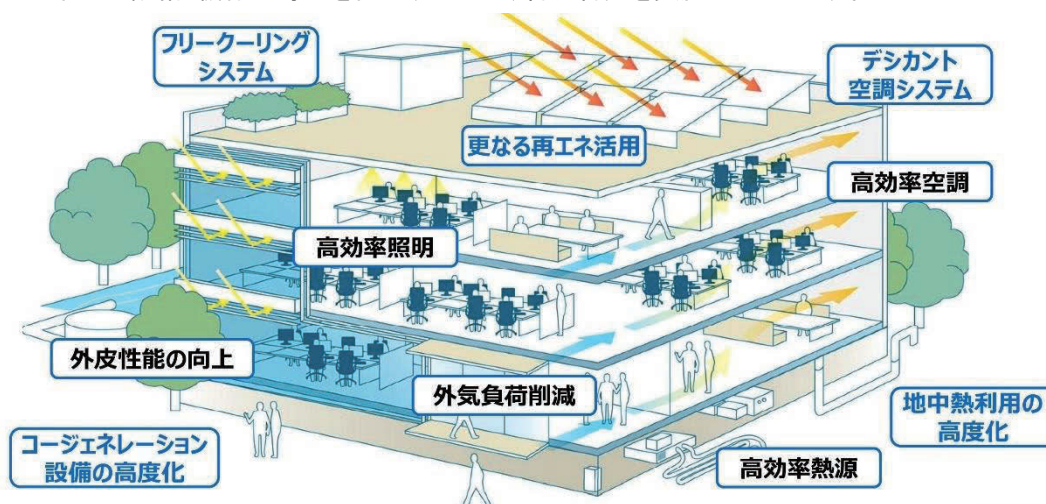 フリークーリング
システム
デシカント
空調システム
更なる再エネ活用
高効率空調
高効率照明
外皮性能の向上
外気負荷削減
地中熱利用の
高度化
コージェネレーション
設備の高度化
高効率熱源